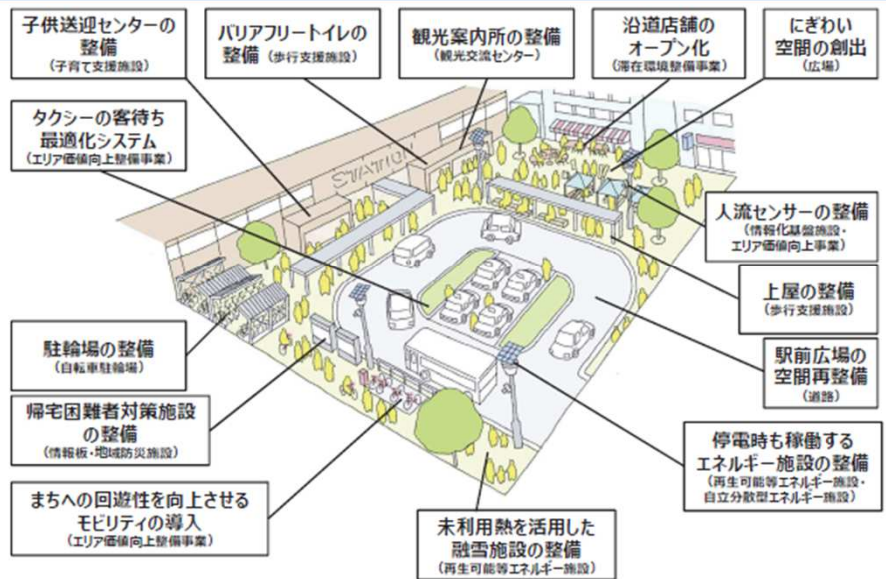 子供送迎センターの
整備
(子育て支援施設)
バリアフリートイレの
整備 (歩行支援施設)
観光案内所の整備
(観光交流センター)
沿道店舗の
オープン化
(滞在環境整備事業)
にぎわい
空間の創出
(広場)
タクシーの客待ち
最適化システム
(エリア価値向上整備事業)
STATION
人流センサーの整備
(情報化基盤施設・
エリア価値向上事業)
上屋の整備
(歩行支援施設)
駐輪場の整備
(自転車駐輪場)
駅前広場の
空間再整備
(道路)
帰宅困難者対策施設
の整備
(情報板・地域防災施設)
停電時も稼働する
エネルギー施設の整備
(再生可能等エネルギー施設・
自立分散型エネルギー施設)
まちへの回遊性を向上させる
モビリティの導入
(エリア価値向上整備事業)
未利用熱を活用した
融雪施設の整備
(再生可能等エネルギー施設)